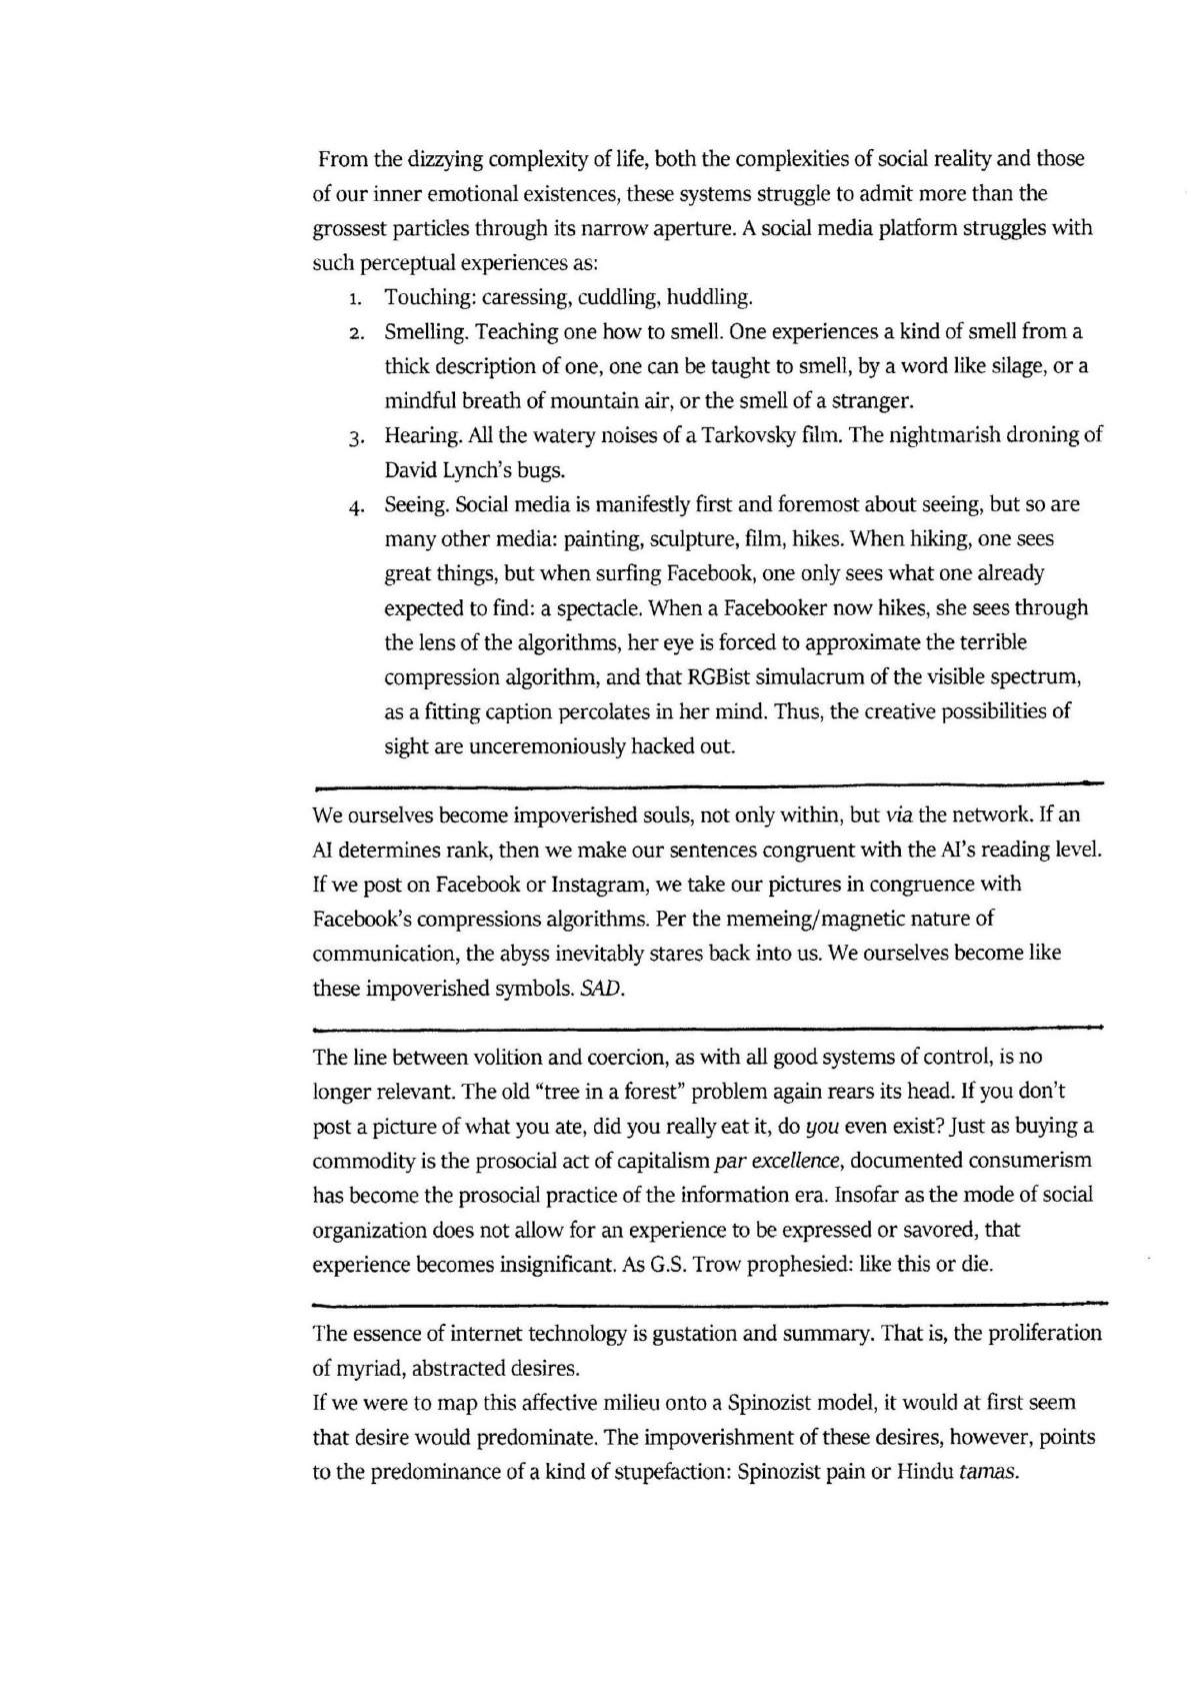 From the dizzying complexity of life, both the complexities of social reality and those
of our inner emotional existences, these systems struggle to admit more than the
grossest particles through its narrow aperture. A social media platform struggles with
such perceptual experiences as:
1. Touching: caressing, cuddling, huddling.
2. Smelling. Teaching one how to smell. One experiences a kind of smell from a
thick description of one, one can be taught to smell, by a word like silage, or a
mindful breath of mountain air, or the smell of a stranger.
3. Hearing. All the watery noises of a Tarkovsky film. The nightmarish droning of
David Lynch's bugs.
4. Seeing. Social media is manifestly first and foremost about seeing, but so are
many other media: painting, sculpture, film, hikes. When hiking, one sees
great things, but when surfing Facebook, one only sees what one already
expected to find: a spectacle. When a Facebooker now hikes, she sees through
the lens of the algorithms, her eye is forced to approximate the terrible
compression algorithm, and that RGBist simulacrum of the visible spectrum,
as a fitting caption percolates in her mind. Thus, the creative possibilities of
sight are unceremoniously hacked out.
We ourselves become impoverished souls, not only within, but via the network. If an
AI determines rank, then we make our sentences congruent with the AI's reading level.
If we post on Facebook or Instagram, we take our pictures in congruence with
Facebook's compressions algorithms. Per the memeing/magnetic nature of
communication, the abyss inevitably stares back into us. We ourselves become like
these impoverished symbols. SAD.
The line between volition and coercion, as with all good systems of control, is no
longer relevant. The old “tree in a forest” problem again rears its head. If you don't
post a picture of what you ate, did you really eat it, do you even exist? Just as buying a
commodity is the prosocial act of capitalism par excellence, documented consumerism
has become the prosocial practice of the information era. Insofar as the mode of social
organization does not allow for an experience to be expressed or savored, that
experience becomes insignificant. As G.S. Trow prophesied: like this or die.
The essence of internet technology is gustation and summary. That is, the proliferation
of myriad, abstracted desires.
If we were to map this affective milieu onto a Spinozist model, it would at first seem
that desire would predominate. The impoverishment of these desires, however, points
to the predominance of a kind of stupefaction: Spinozist pain or Hindu tamas.